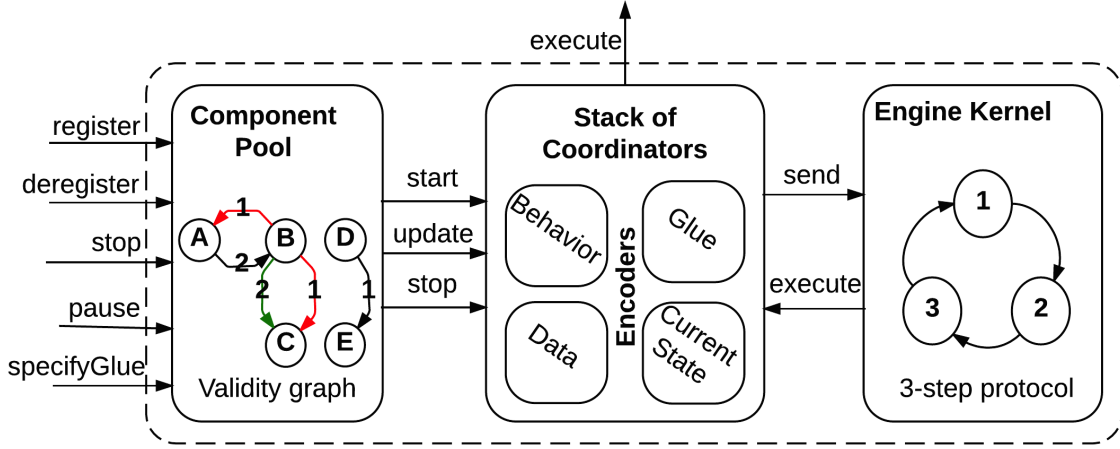 execute
register
deregister
stop
pause
specifyGlue
Component
Pool
1
A
B
D
2
2
1
1
C
E
Validity graph
start
update
stop
Stack of
Coordinators
Behavior
Glue
Encoders
Data
Current
State
send
execute
Engine Kernel
1
3
2
3-step protocol